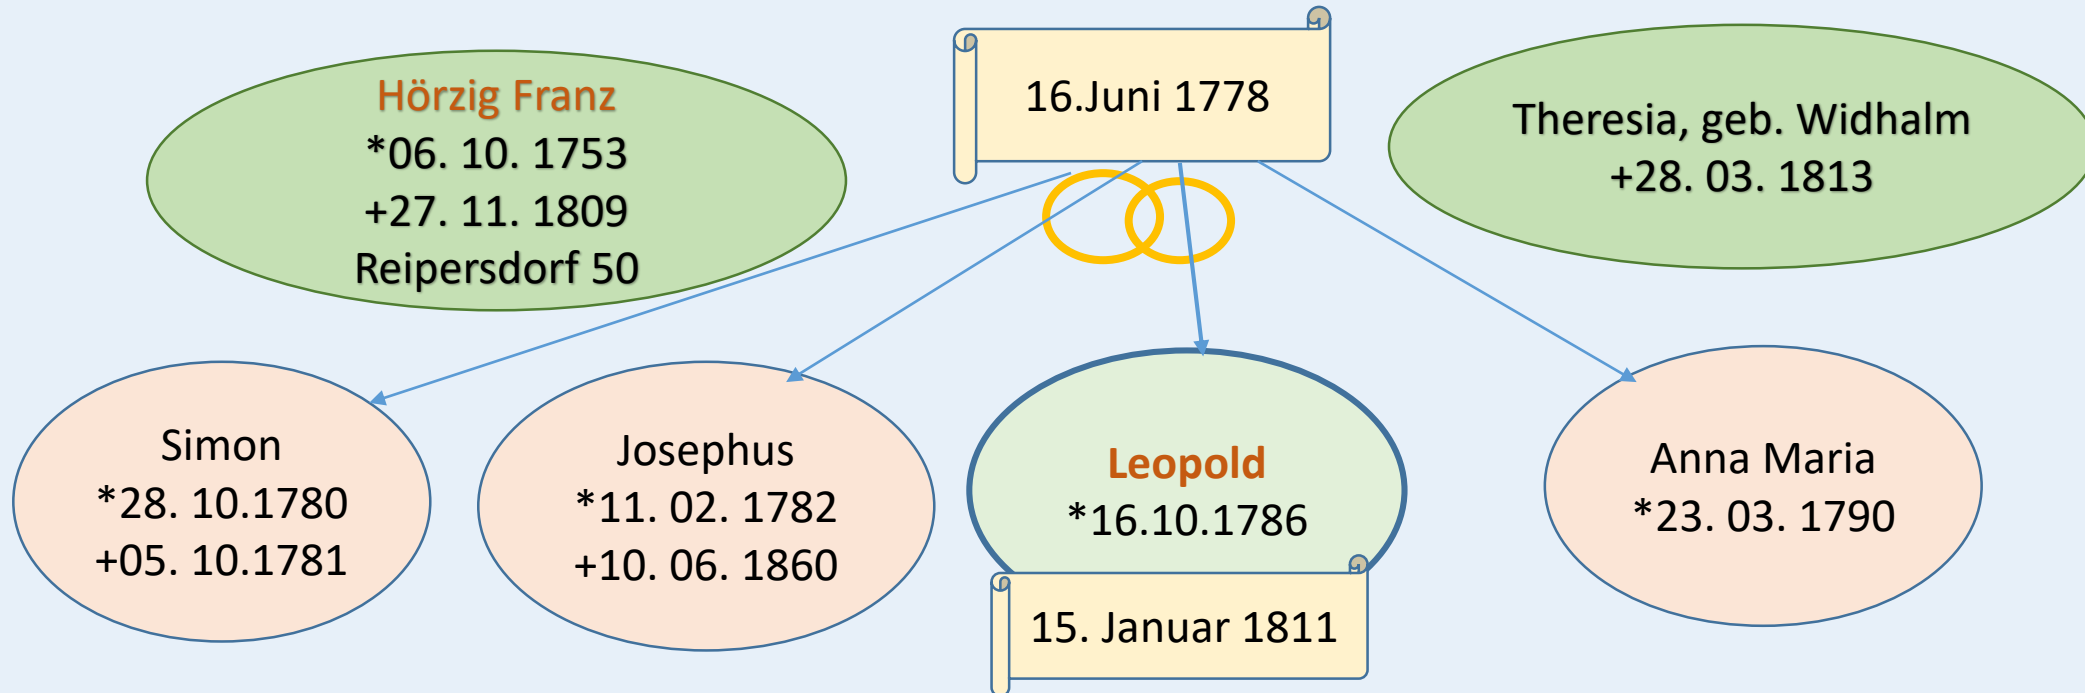 Hörzig Franz
*06. 10. 1753
+27. 11. 1809
Reipersdorf 50
16.Juni 1778
Theresia, geb. Widhalm
+28. 03. 1813
Simon
*28. 10.1780
+05. 10.1781
Josephus
*11. 02. 1782
+10. 06. 1860
Leopold
*16.10.1786
15. Januar 1811
Anna Maria
*23. 03. 1790